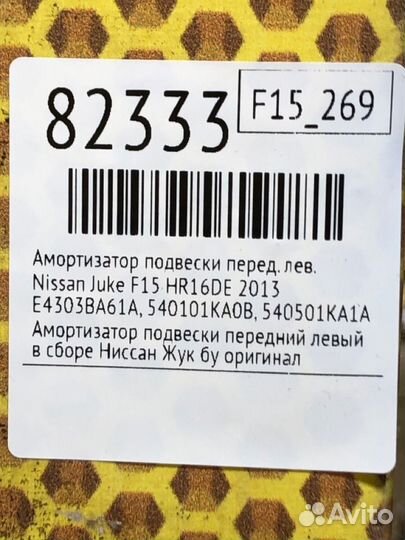 82333
F15_269
Амортизатор подвески перед. лев.
Nissan Juke F15 HR16DE 2013
E4303BA61A, 540101KA0B, 540501KA1A
Амортизатор подвески передний левый
в сборе Ниссан Жук бу оригинал
Avito